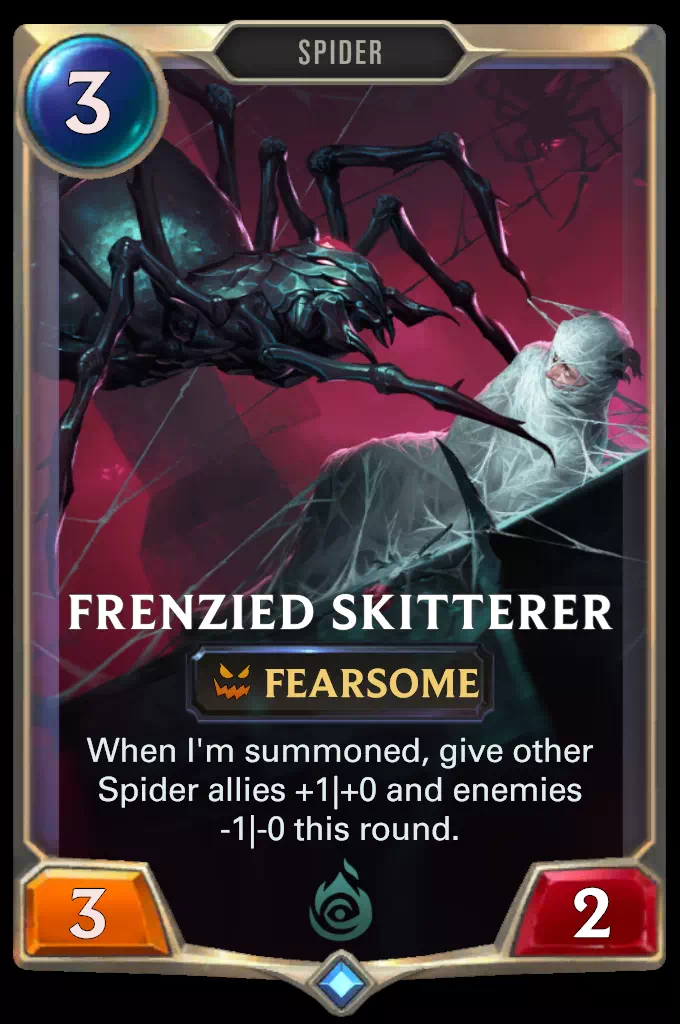 SPIDER
3
FRENZIED SKITTERER
FEARSOME
When I'm summoned, give other
Spider allies +1|+0 and enemies
-1|-0 this round.
3
2